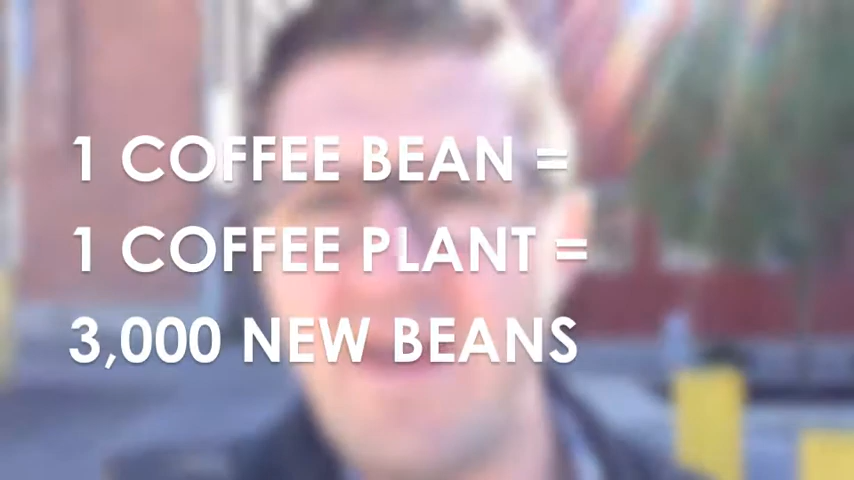 1 COFFEE BEAN =
1 COFFEE PLANT =
3,000 NEW BEANS